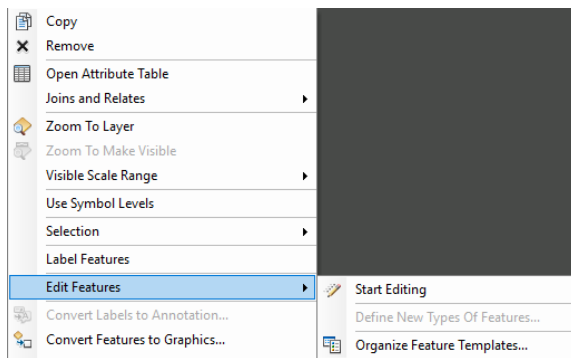 Copy
Remove
Open Attribute Table
Joins and Relates
Zoom To Layer
Zoom To Make Visible
Visible Scale Range
Use Symbol Levels
Selection
Label Features
Edit Features
Convert Labels to Annotation...
Convert Features to Graphics...
Start Editing
Define New Types Of Features...
Organize Feature Templates...